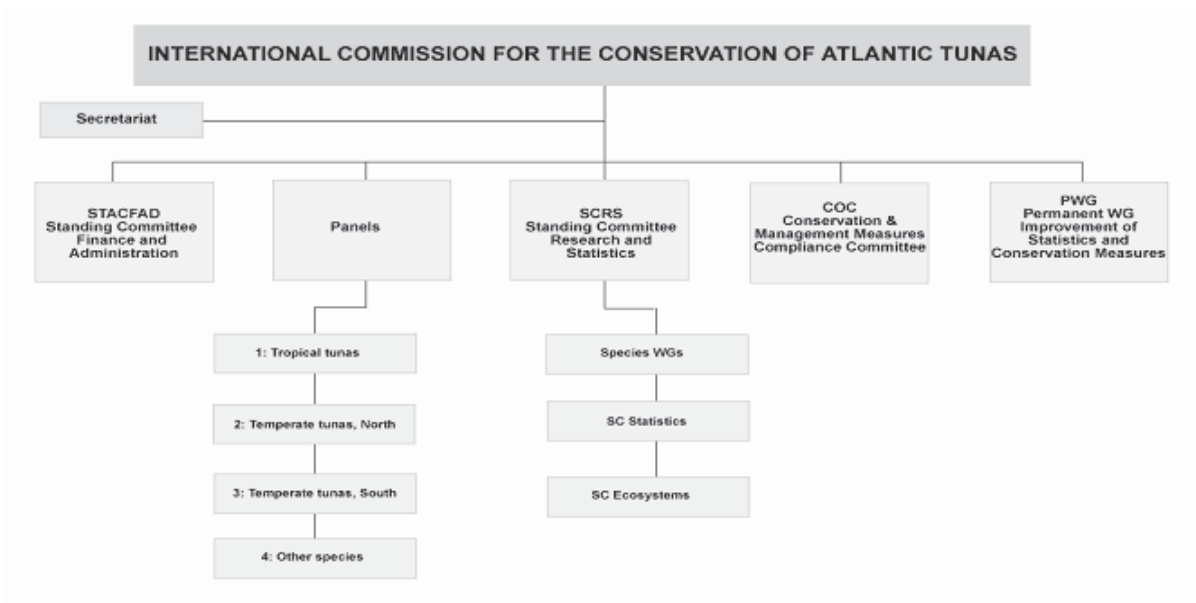 INTERNATIONAL COMMISSION FOR THE CONSERVATION OF ATLANTIC TUNAS
Secretariat
STACFAD
Standing Committee
Finance and
Administration
Panels
SCRS
Standing Committee
Research and
Statistics
COC
Conservation &
Management Measures
Compliance Committee
PWG
Permanent WG
Improvement of
Statistics and
Conservation Measures
1: Tropical tunas
2: Temperate tunas, North
3: Temperate tunas, South
4: Other species
Species WGs
SC Statistics
SC Ecosystems